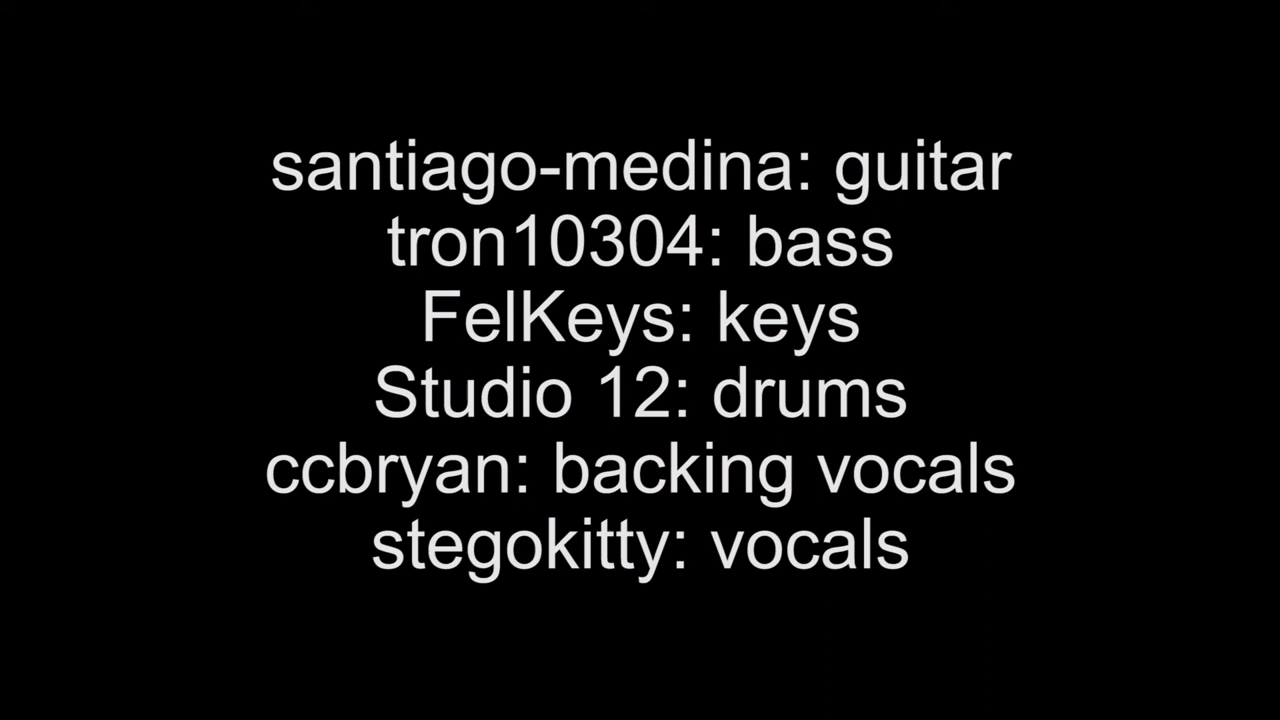 santiago-medina: guitar
tron10304: bass
FelKeys: keys
Studio 12: drums
ccbryan: backing vocals
stegokitty: vocals